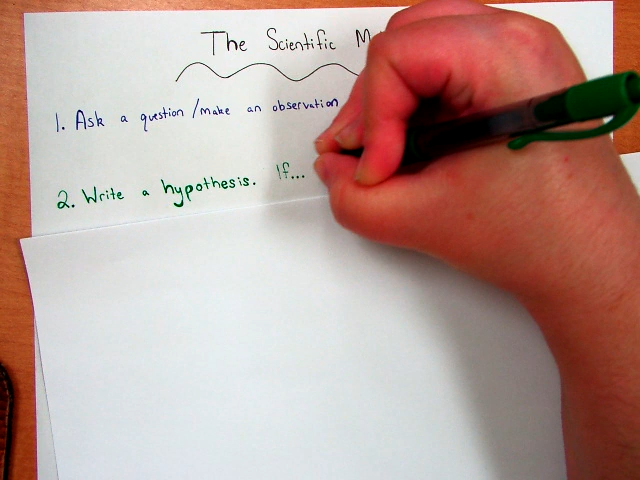 The Scientific M
1. Ask a question / make an observation
2. Write a hypothesis. If...